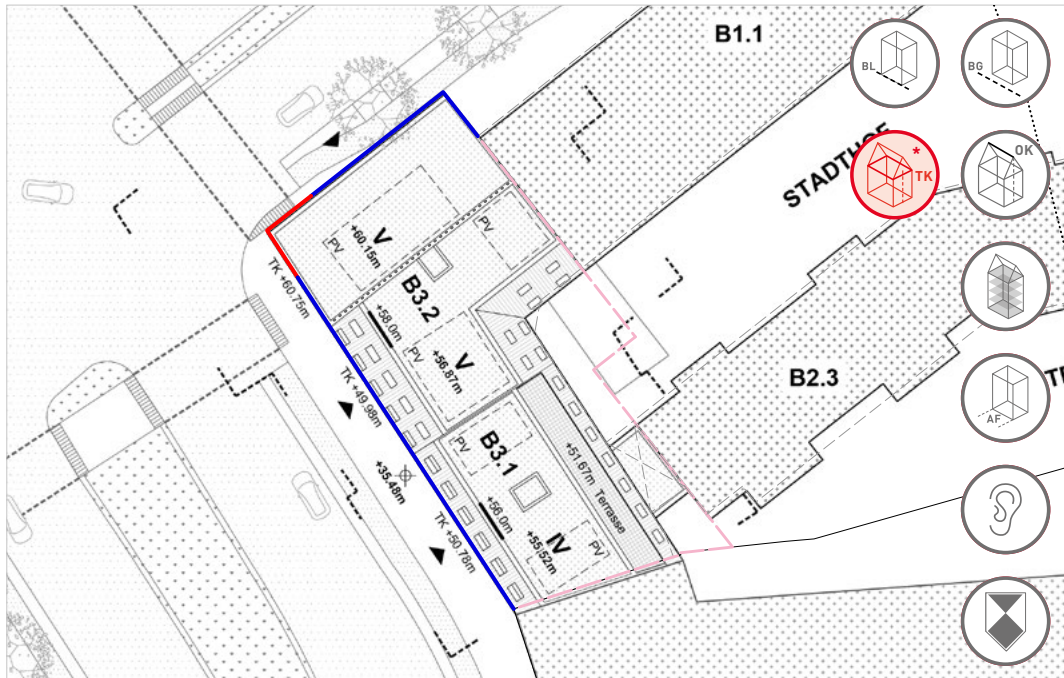 B1.1
BL
BG
STADTHOF
*
TK
OK
V
+60.15m
PV
PV
TK +60.75m
B3.2
+58.0m
V
+56.87m
PV
TK +49.98m
B2.3
AF
B3.1
PV
+51.67m Terrasse
+35.48m
+56.0m
IV
+55.52m
PV
TK +50.78m